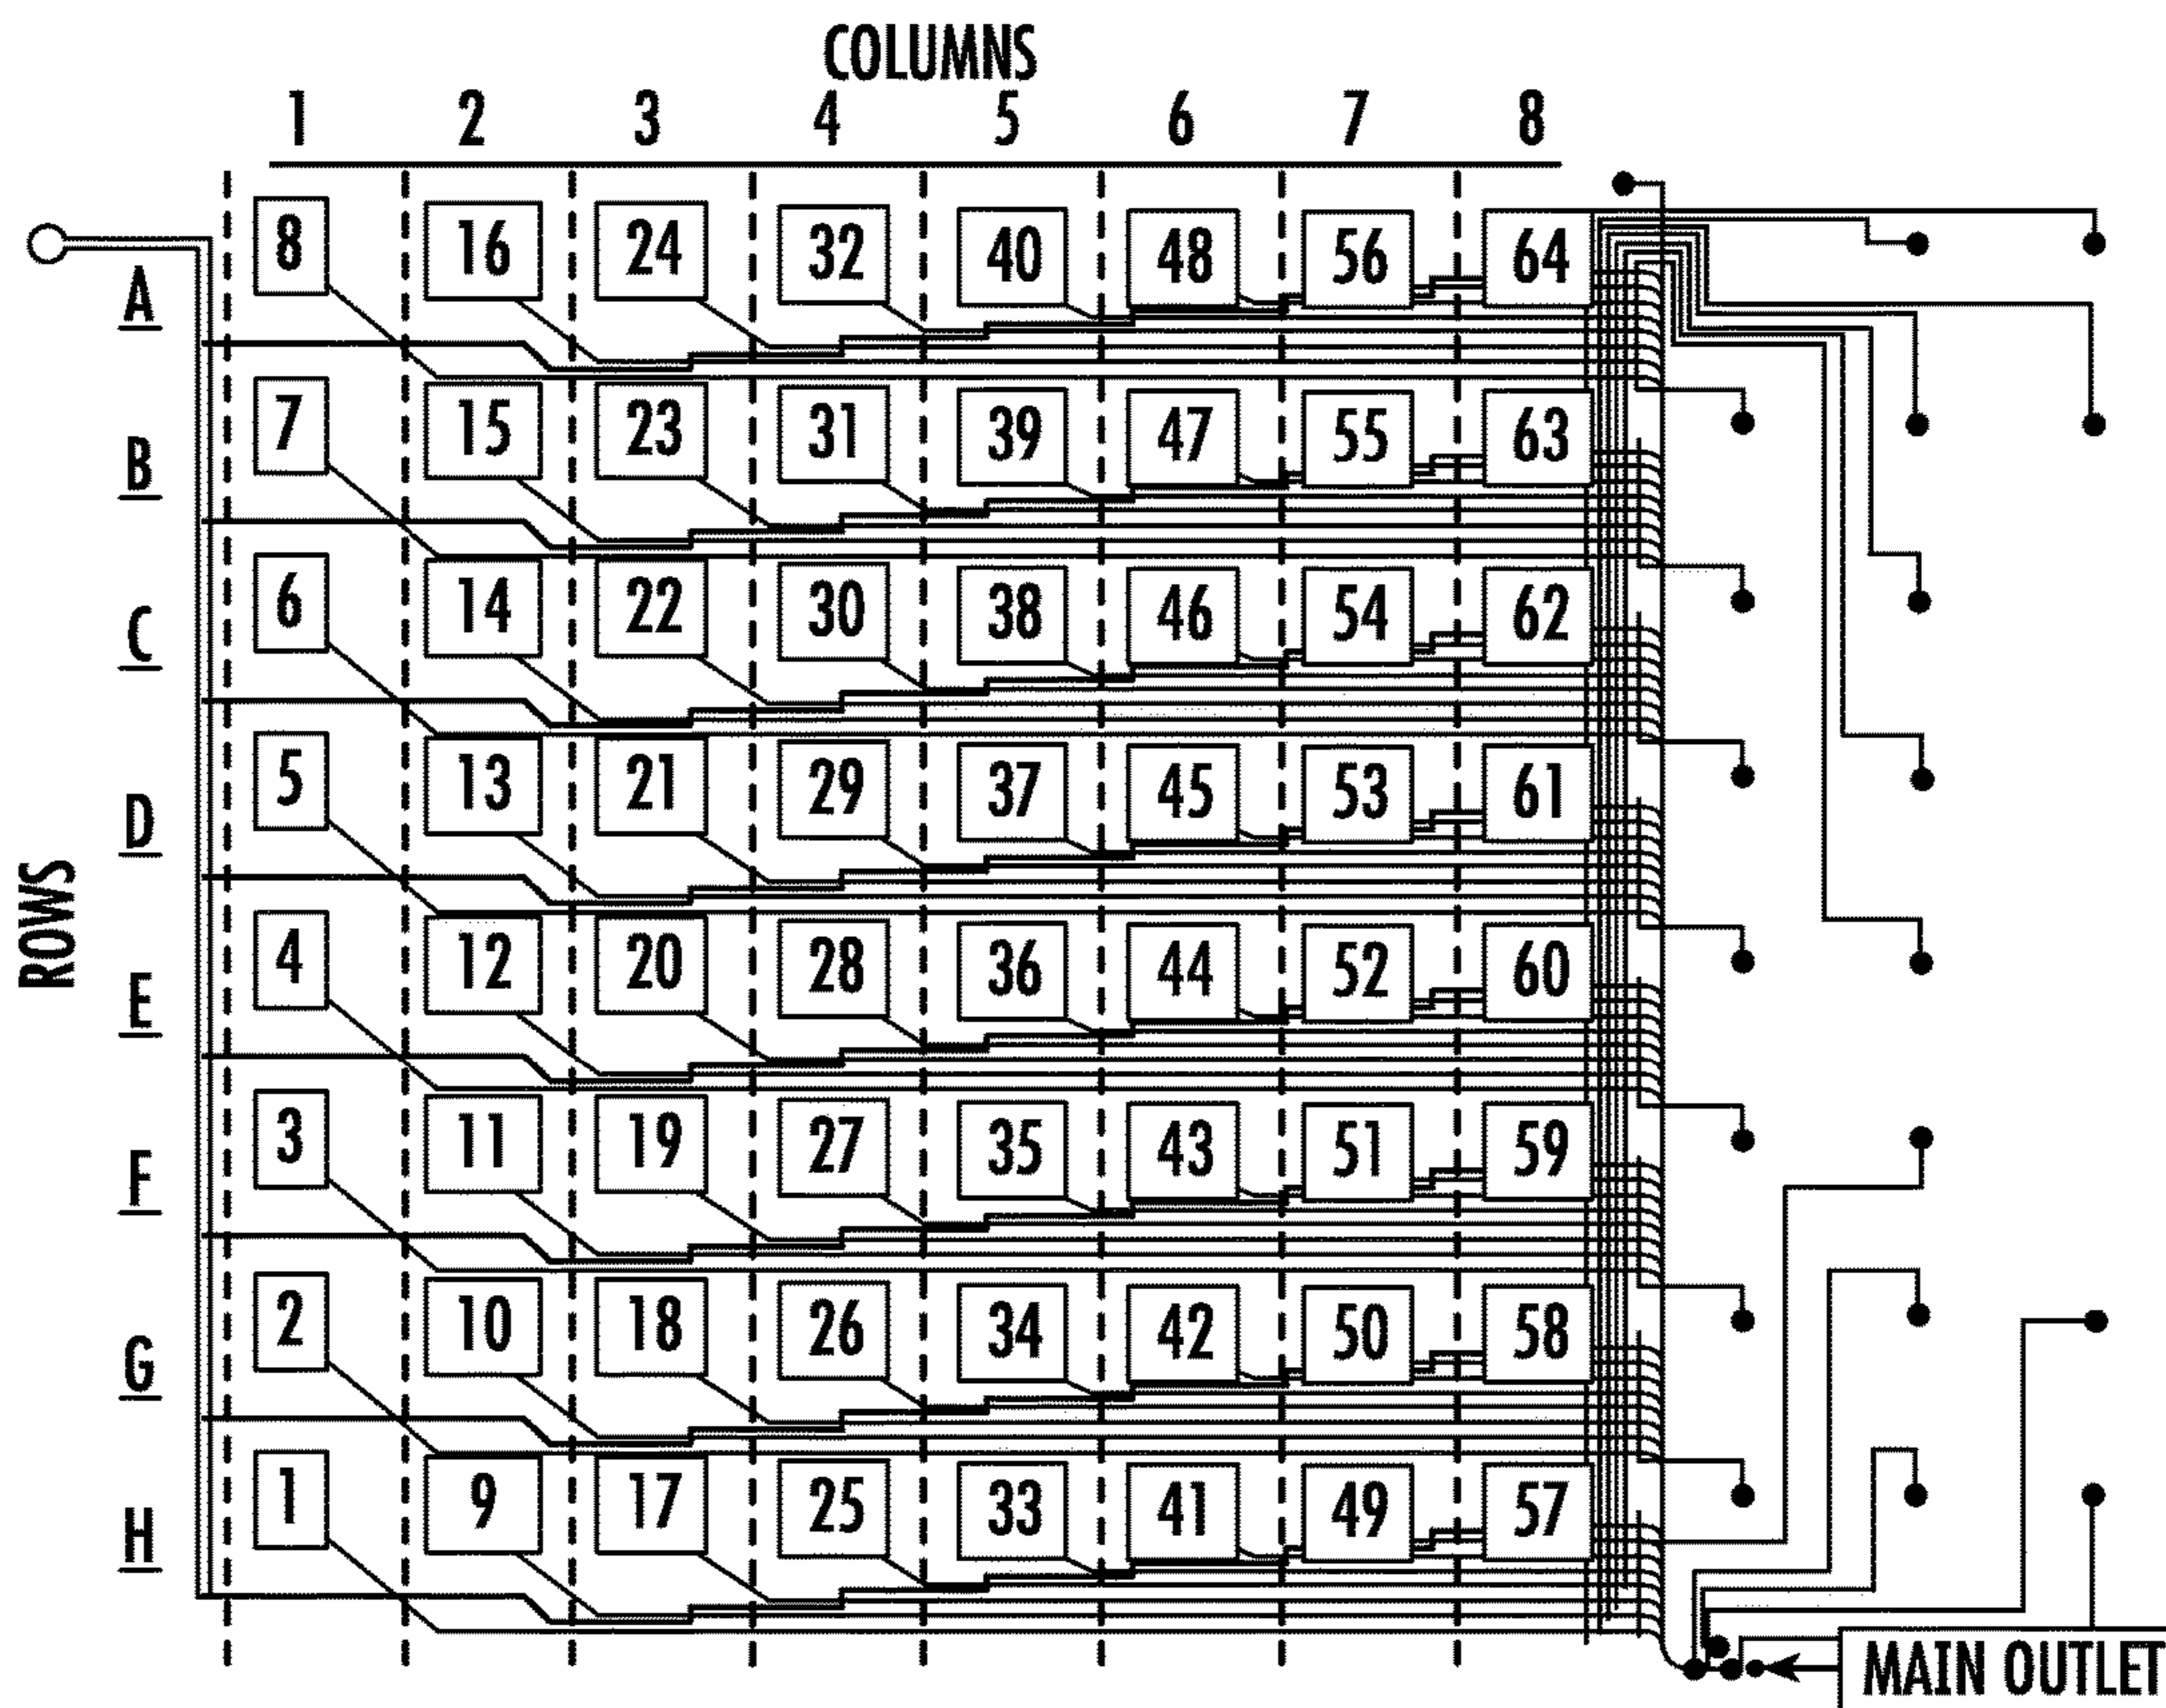 COLUMNS
1 2 3 4 5 6 7 8
A 8 16 24 32 40 48 56 64
B 7 15 23 31 39 47 55 63
C 6 14 22 30 38 46 54 62
D 5 13 21 29 37 45 53 61
ROWS
E 4 12 20 28 36 44 52 60
F 3 11 19 27 35 43 51 59
G 2 10 18 26 34 42 50 58
H 1 9 17 25 33 41 49 57
MAIN OUTLET